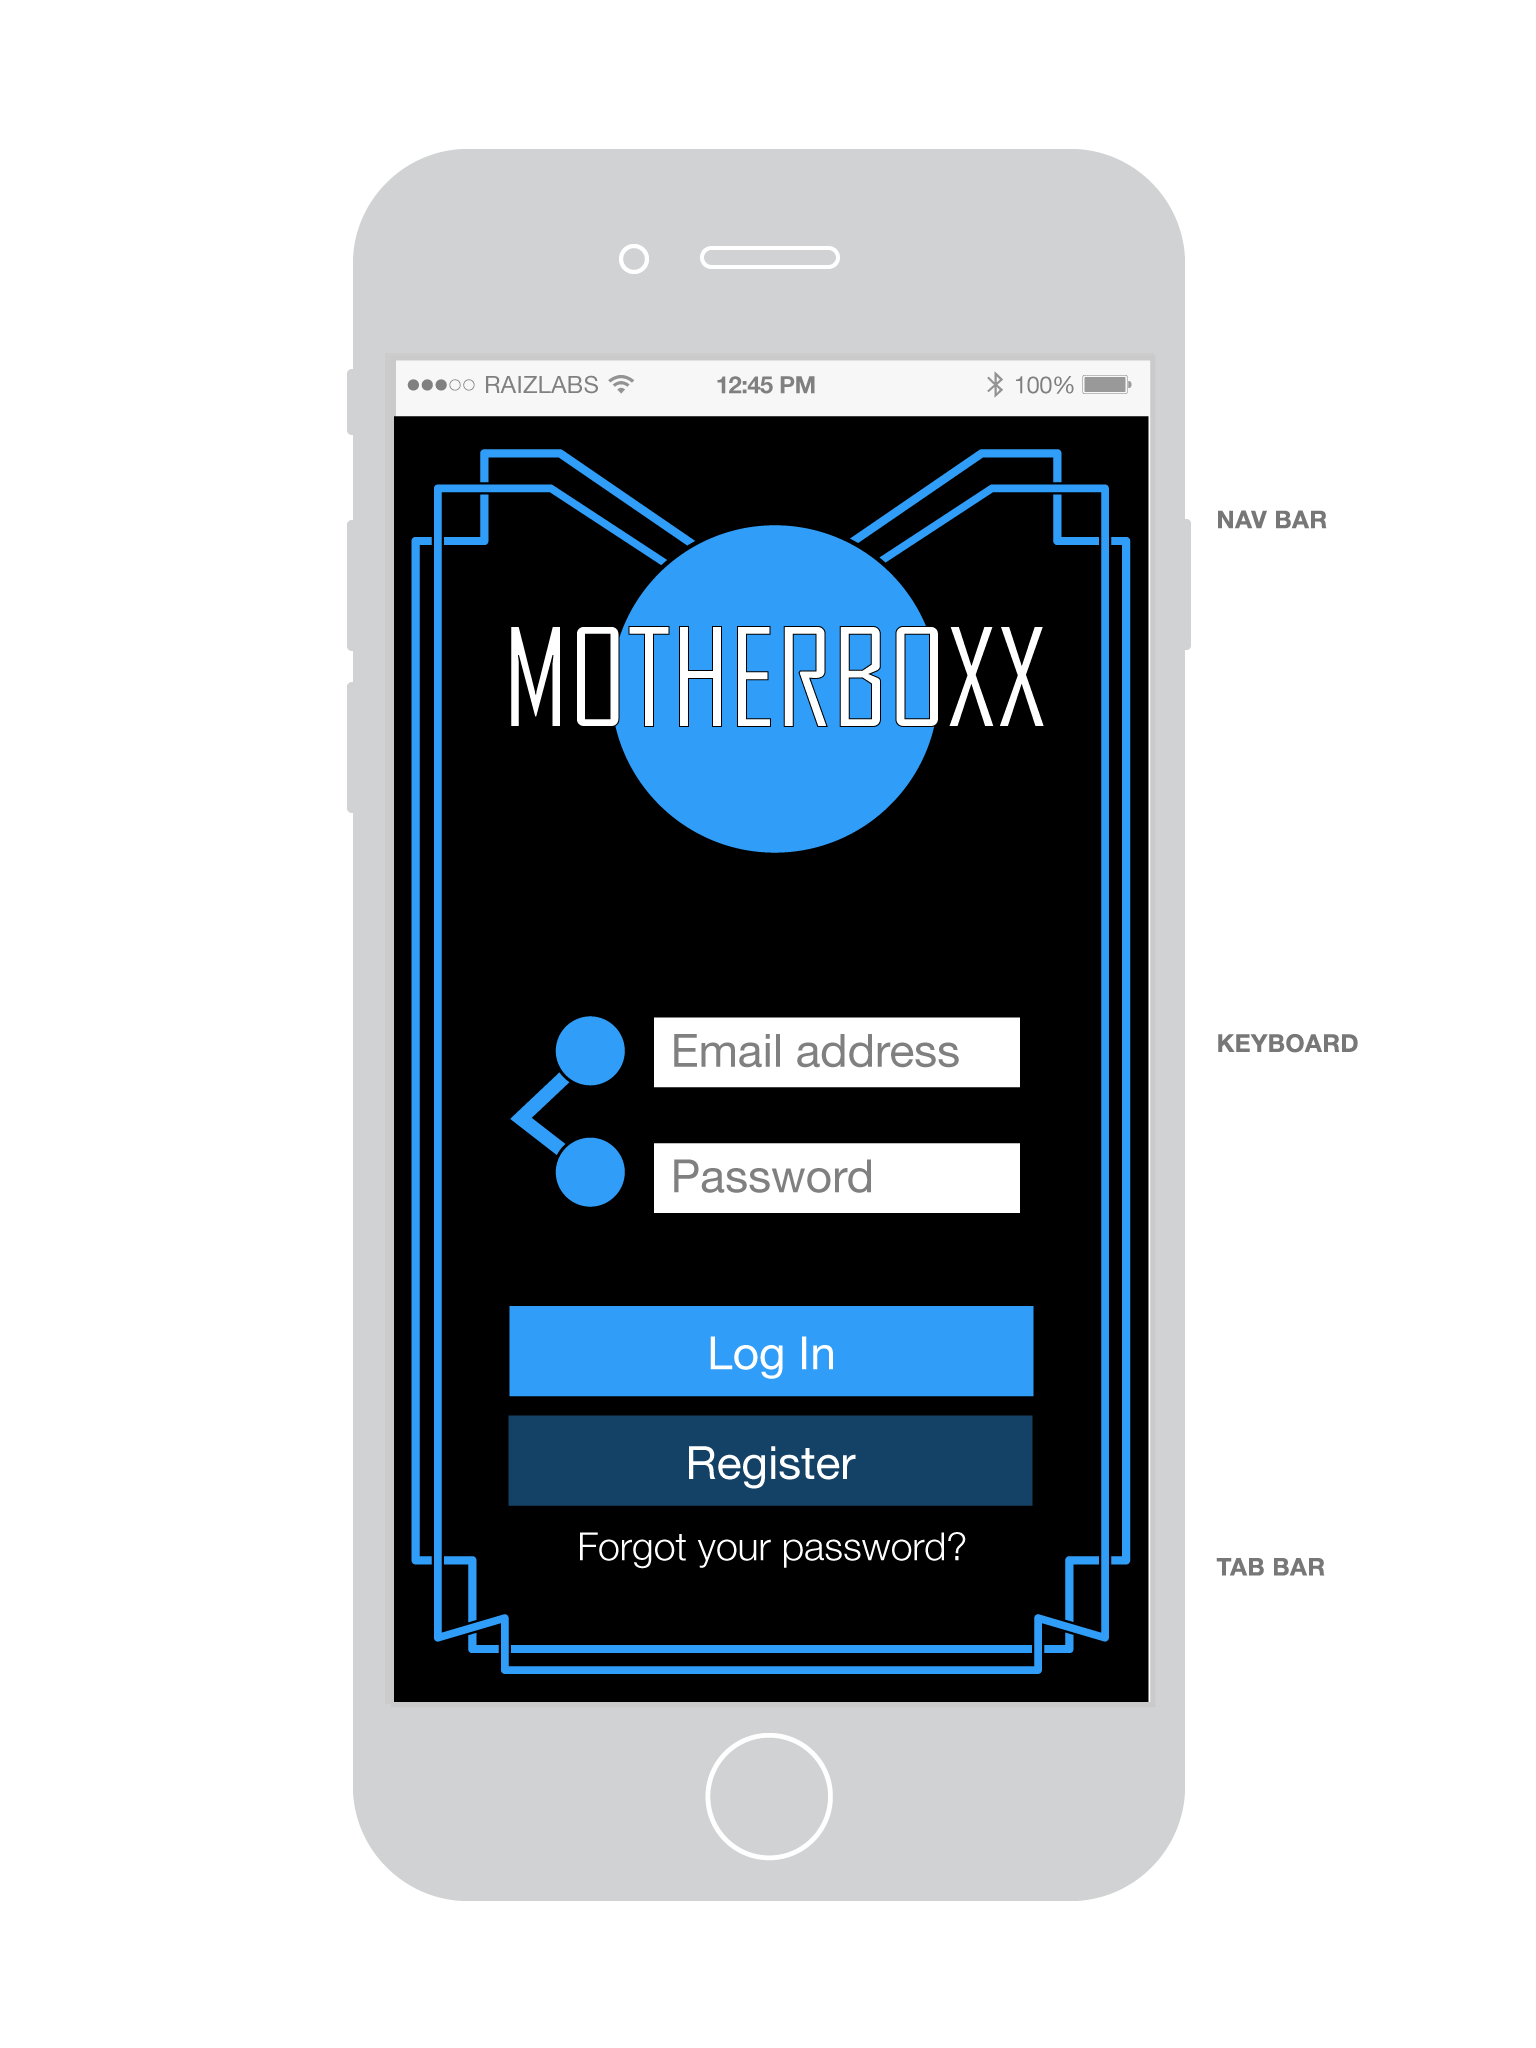 RAIZLABS 12:45 PM 100%
NAV BAR
MOTHERBOXX
Email address
KEYBOARD
Password
Log In
Register
Forgot your password?
TAB BAR